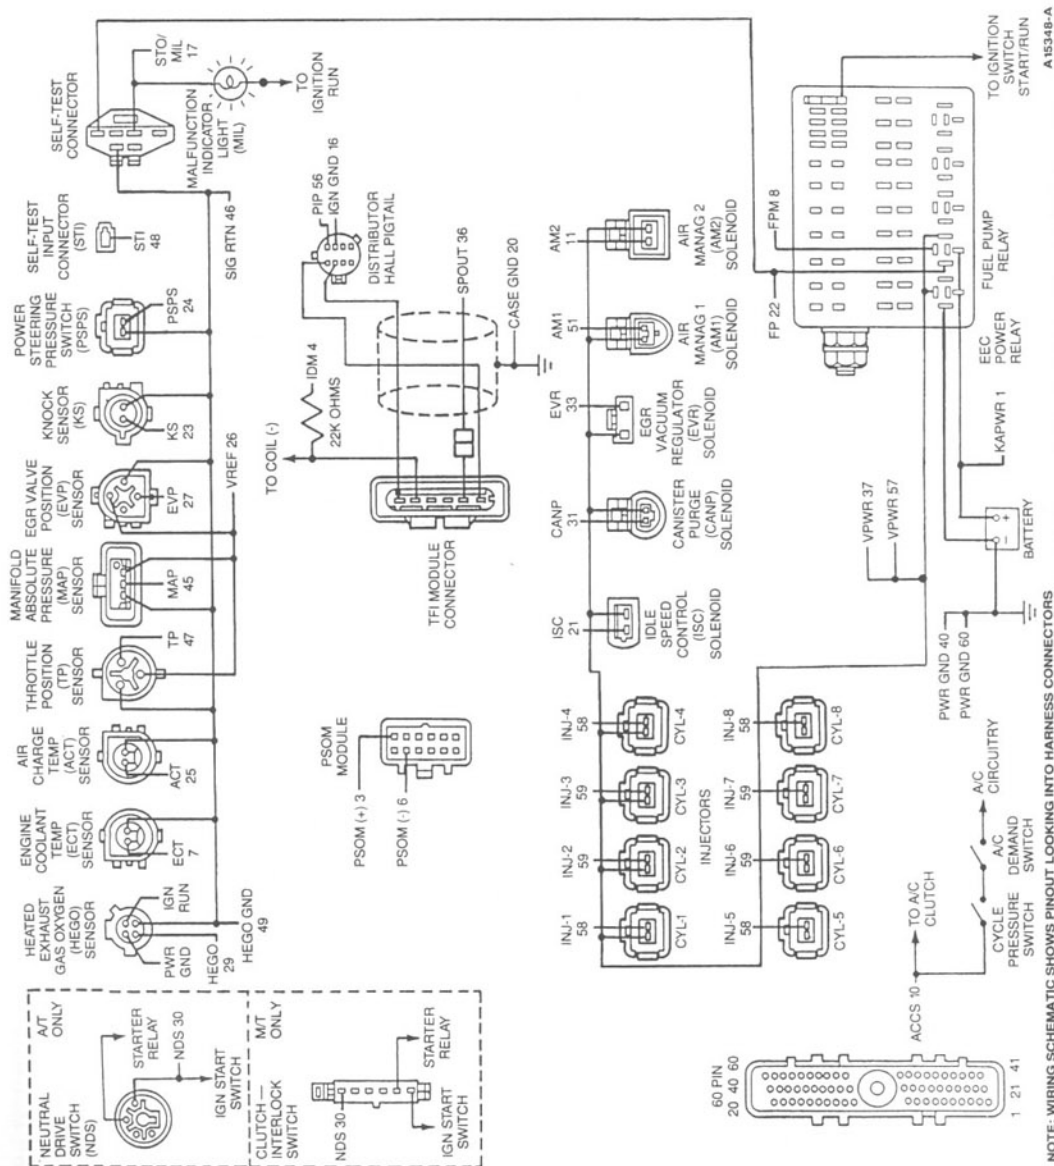 NEUTRAL
DRIVE
SWITCH
(NDS)
A/T
ONLY
STARTER
RELAY
NDS 30
IGN START
SWITCH
CLUTCH—
INTERLOCK
SWITCH
M/T
ONLY
NDS 30
STARTER
RELAY
IGN START
SWITCH
HEATED
EXHAUST
GAS OXYGEN
(HEGO)
SENSOR
IGN
RUN
PWR
GND
HEGO
29
HEGO GND
49
ENGINE
COOLANT
TEMP
(ECT)
SENSOR
ECT
7
AIR
CHARGE
TEMP
(ACT)
SENSOR
ACT
25
THROTTLE
POSITION
(TP)
SENSOR
TP
47
MANIFOLD
ABSOLUTE
PRESSURE
(MAP)
SENSOR
MAP
45
EGR VALVE
POSITION
(EVP)
SENSOR
EVP
27
VREF 26
KNOCK
SENSOR
(KS)
KS
23
POWER
STEERING
PRESSURE
SWITCH
(PSPS)
PSPS
24
SELF-TEST
INPUT
CONNECTOR
(STI)
STI
48
SIG RTN 46
SELF-TEST
CONNECTOR
STO/
MIL
17
MALFUNCTION
INDICATOR
LIGHT
(MIL)
TO
IGNITION
RUN
PSOM
MODULE
PSOM (+) 3
PSOM (-) 6
TO COIL (-)
IDM 4
22K OHMS
TFI MODULE
CONNECTOR
PIP 56
IGN GND 16
DISTRIBUTOR
HALL PIGTAIL
SPOUT 36
CASE GND 20
INJ-1
58
CYL-1
INJ-2
59
CYL-2
INJ-3
59
CYL-3
INJ-4
58
CYL-4
INJECTORS
INJ-5
58
CYL-5
INJ-6
59
CYL-6
INJ-7
59
CYL-7
INJ-8
58
CYL-8
ISC
21
IDLE
SPEED
CONTROL
(ISC)
SOLENOID
CANP
31
CANISTER
PURGE
(CANP)
SOLENOID
EVR
33
EGR
VACUUM
REGULATOR
(EVR)
SOLENOID
AM1
51
AIR
MANAG 1
(AM1)
SOLENOID
AM2
11
AIR
MANAG 2
(AM2)
SOLENOID
FP 22
FPM 8
EEC
POWER
RELAY
FUEL PUMP
RELAY
TO IGNITION
SWITCH
START/RUN
VPWR 37
VPWR 57
KAPWR 1
BATTERY
- +
PWR GND 40
PWR GND 60
60 PIN
20 40 60
1 21 41
ACCS 10
TO A/C
CLUTCH
CYCLE
PRESSURE
SWITCH
A/C
DEMAND
SWITCH
A/C
CIRCUITRY
NOTE: WIRING SCHEMATIC SHOWS PINOUT LOOKING INTO HARNESS CONNECTORS
A15348-A